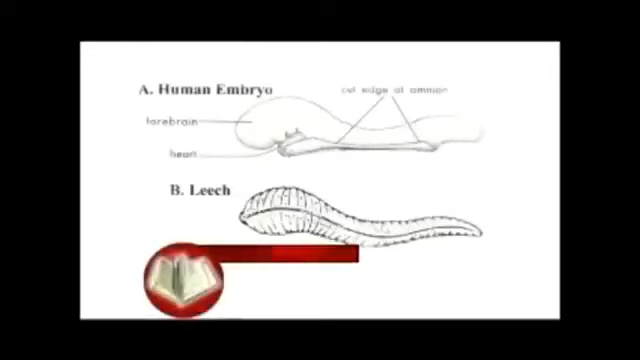 A. Human Embryo
cut edge of amnion
forebrain
heart
B. Leech